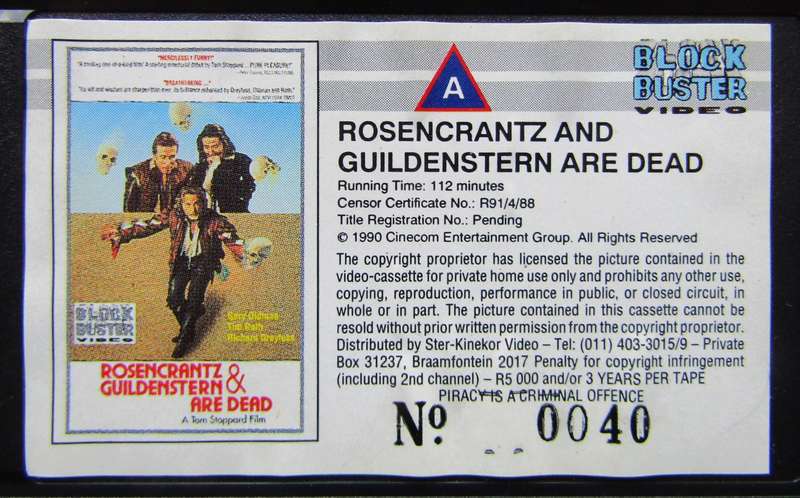 "MERCILESSLY FUNNY!"
"BREATHTAKING ..."
BLOCK
BUSTER
VIDEO
Gary Oldman
Tim Roth
Richard Dreyfuss
ROSENCRANTZ
GUILDENSTERN &
ARE DEAD
A Tom Stoppard Film
A
BLOCK
BUSTER
VIDEO
ROSENCRANTZ AND
GUILDENSTERN ARE DEAD
Running Time: 112 minutes
Censor Certificate No.: R91/4/88
Title Registration No.: Pending
© 1990 Cinecom Entertainment Group. All Rights Reserved
The copyright proprietor has licensed the picture contained in the
video-cassette for private home use only and prohibits any other use,
copying, reproduction, performance in public, or closed circuit, in
whole or in part. The picture contained in this cassette cannot be
resold without prior written permission from the copyright proprietor.
Distributed by Ster-Kinekor Video – Tel: (011) 403-3015/9 – Private
Box 31237, Braamfontein 2017 Penalty for copyright infringement
(including 2nd channel) – R5 000 and/or 3 YEARS PER TAPE
PIRACY IS A CRIMINAL OFFENCE
No. 0040